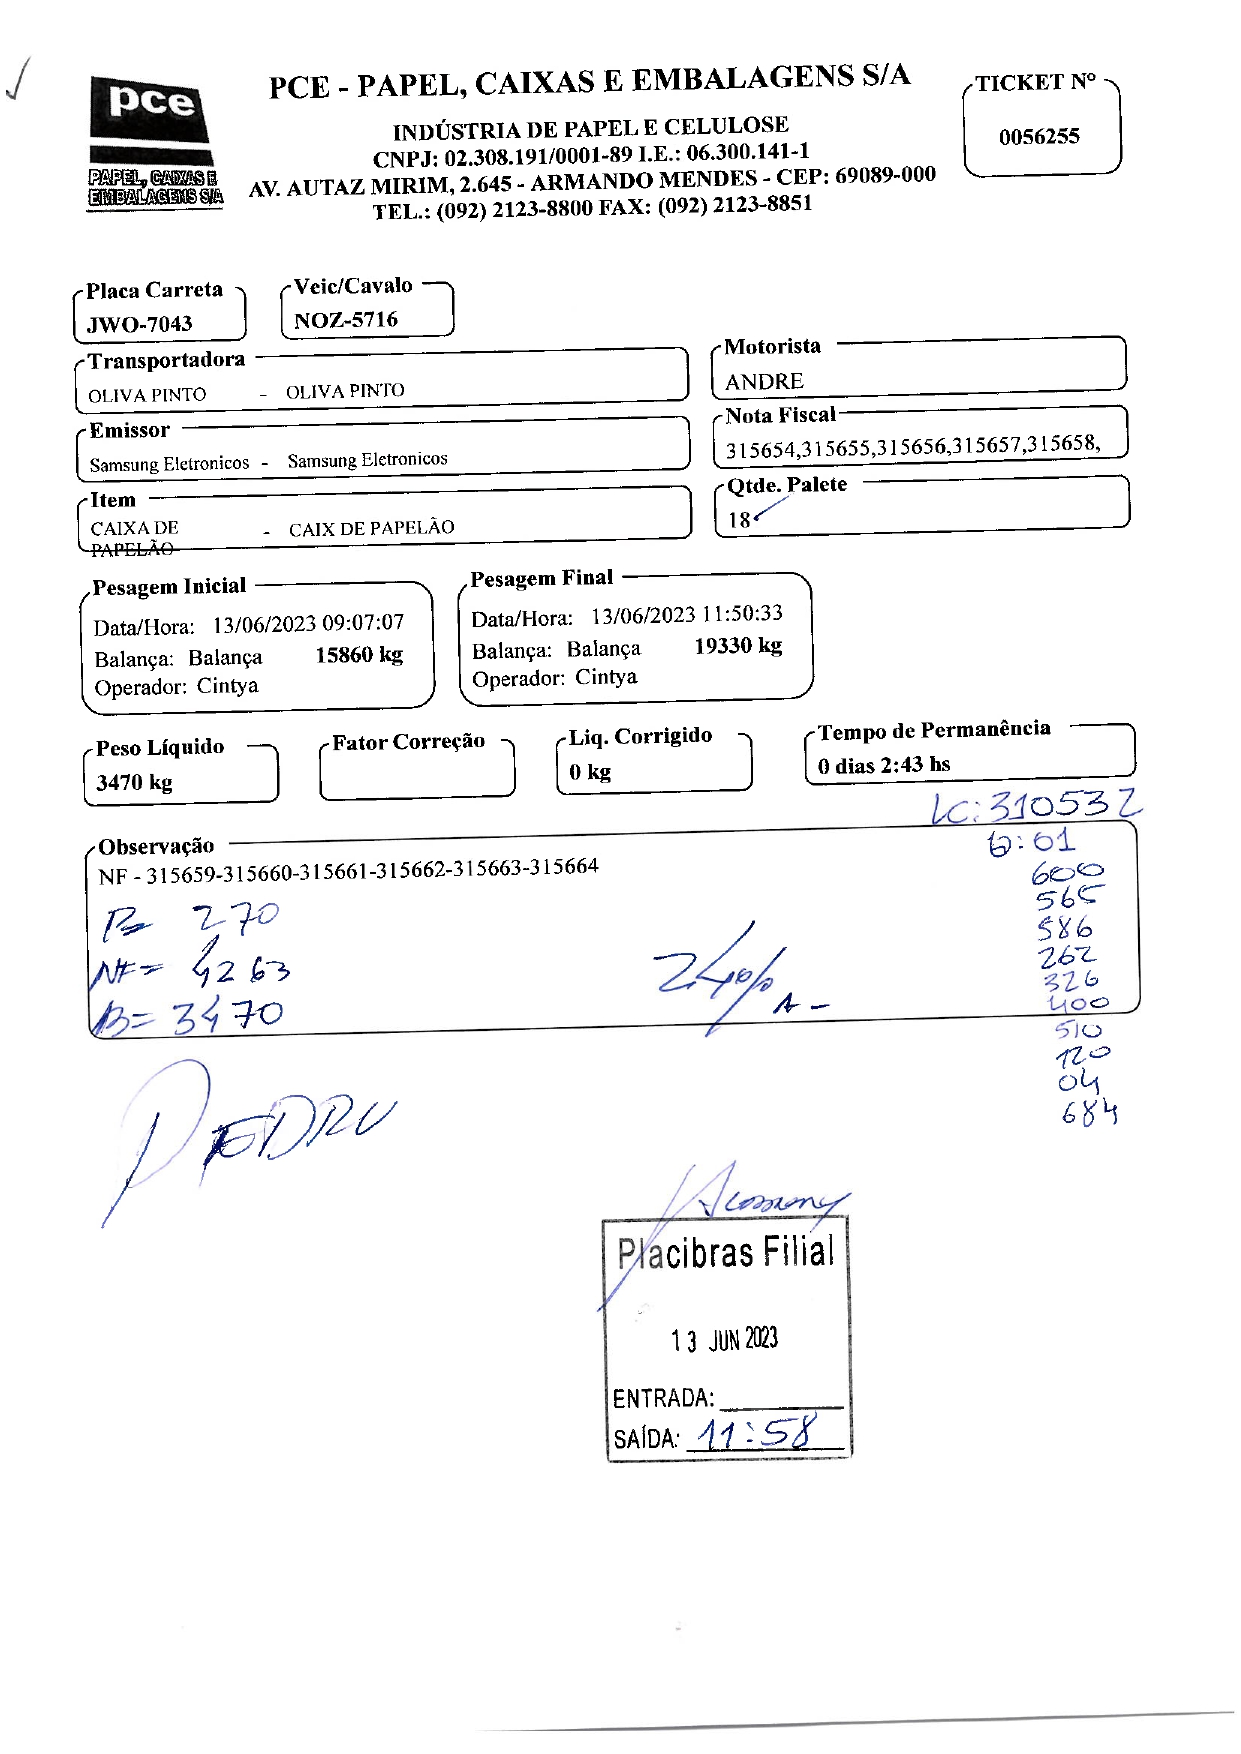 pce
PAPEL, CAIXAS E
EMBALAGENS S/A
PCE - PAPEL, CAIXAS E EMBALAGENS S/A
INDÚSTRIA DE PAPEL E CELULOSE
CNPJ: 02.308.191/0001-89 I.E.: 06.300.141-1
AV. AUTAZ MIRIM, 2.645 - ARMANDO MENDES - CEP: 69089-000
TEL.: (092) 2123-8800 FAX: (092) 2123-8851
TICKET Nº
0056255
Placa Carreta
JWO-7043
Veic/Cavalo
NOZ-5716
Transportadora
OLIVA PINTO - OLIVA PINTO
Motorista
ANDRE
Emissor
Samsung Eletronicos - Samsung Eletronicos
Nota Fiscal
315654,315655,315656,315657,315658,
Item
CAIXA DE PAPELÃO - CAIX DE PAPELÃO
Qtde. Palete
18
Pesagem Inicial
Data/Hora: 13/06/2023 09:07:07
Balança: Balança 15860 kg
Operador: Cintya
Pesagem Final
Data/Hora: 13/06/2023 11:50:33
Balança: Balança 19330 kg
Operador: Cintya
Peso Líquido
3470 kg
Fator Correção
Liq. Corrigido
0 kg
Tempo de Permanência
0 dias 2:43 hs
LC: 310532
Observação
NF - 315659-315660-315661-315662-315663-315664
: 01
600
565
586
262
326
400
510
120
04
684
P= 270
NF= 4263
B= 3470
24%
A -
PEDRO
Placibras Filial
13 JUN 2023
ENTRADA:
SAÍDA: 11:58